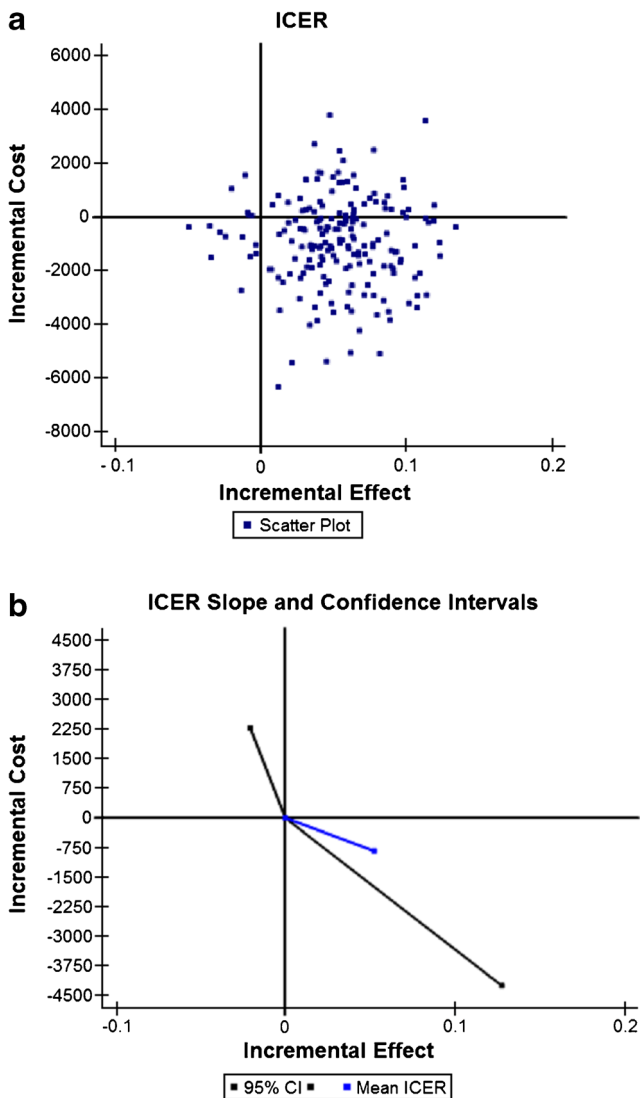 a
ICER
6000
4000
2000
0
-2000
-4000
-6000
-8000
Incremental Cost
-0.1 0 0.1 0.2
Incremental Effect
Scatter Plot
b
ICER Slope and Confidence Intervals
4500
3750
3000
2250
1500
750
0
-750
-1500
-2250
-3000
-3750
-4500
Incremental Cost
-0.1 0 0.1 0.2
Incremental Effect
95% CI Mean ICER